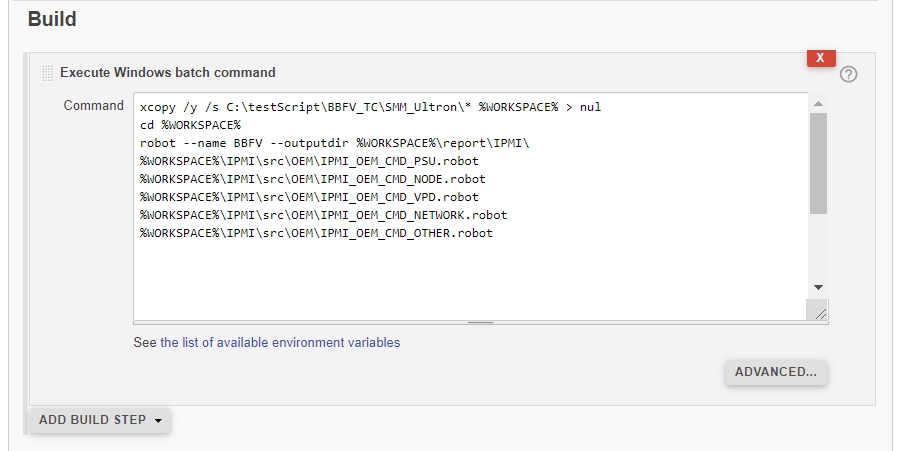 Build
X
Execute Windows batch command
?
Command
xcopy /y /s C:\testScript\BBFV_TC\SMM_Ultron\* %WORKSPACE% > nul
cd %WORKSPACE%
robot --name BBFV --outputdir %WORKSPACE%\report\IPMI\
%WORKSPACE%\IPMI\src\OEM\IPMI_OEM_CMD_PSU.robot
%WORKSPACE%\IPMI\src\OEM\IPMI_OEM_CMD_NODE.robot
%WORKSPACE%\IPMI\src\OEM\IPMI_OEM_CMD_VPD.robot
%WORKSPACE%\IPMI\src\OEM\IPMI_OEM_CMD_NETWORK.robot
%WORKSPACE%\IPMI\src\OEM\IPMI_OEM_CMD_OTHER.robot
See the list of available environment variables
ADVANCED...
ADD BUILD STEP